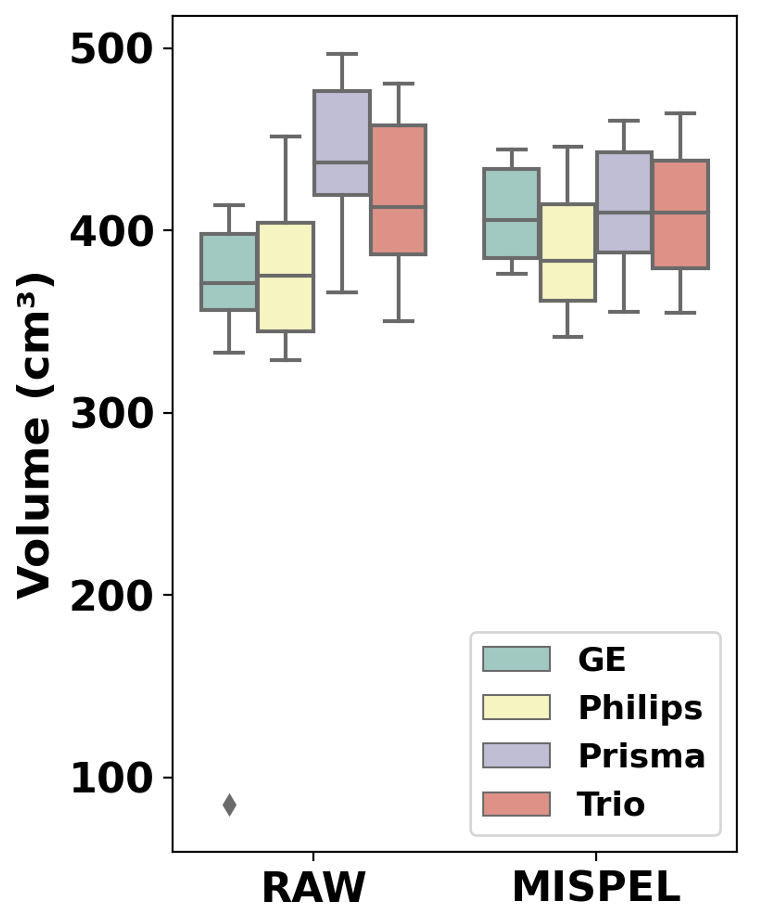 Volume (cm³)
500
400
300
200
100
RAW
MISPEL
GE
Philips
Prisma
Trio